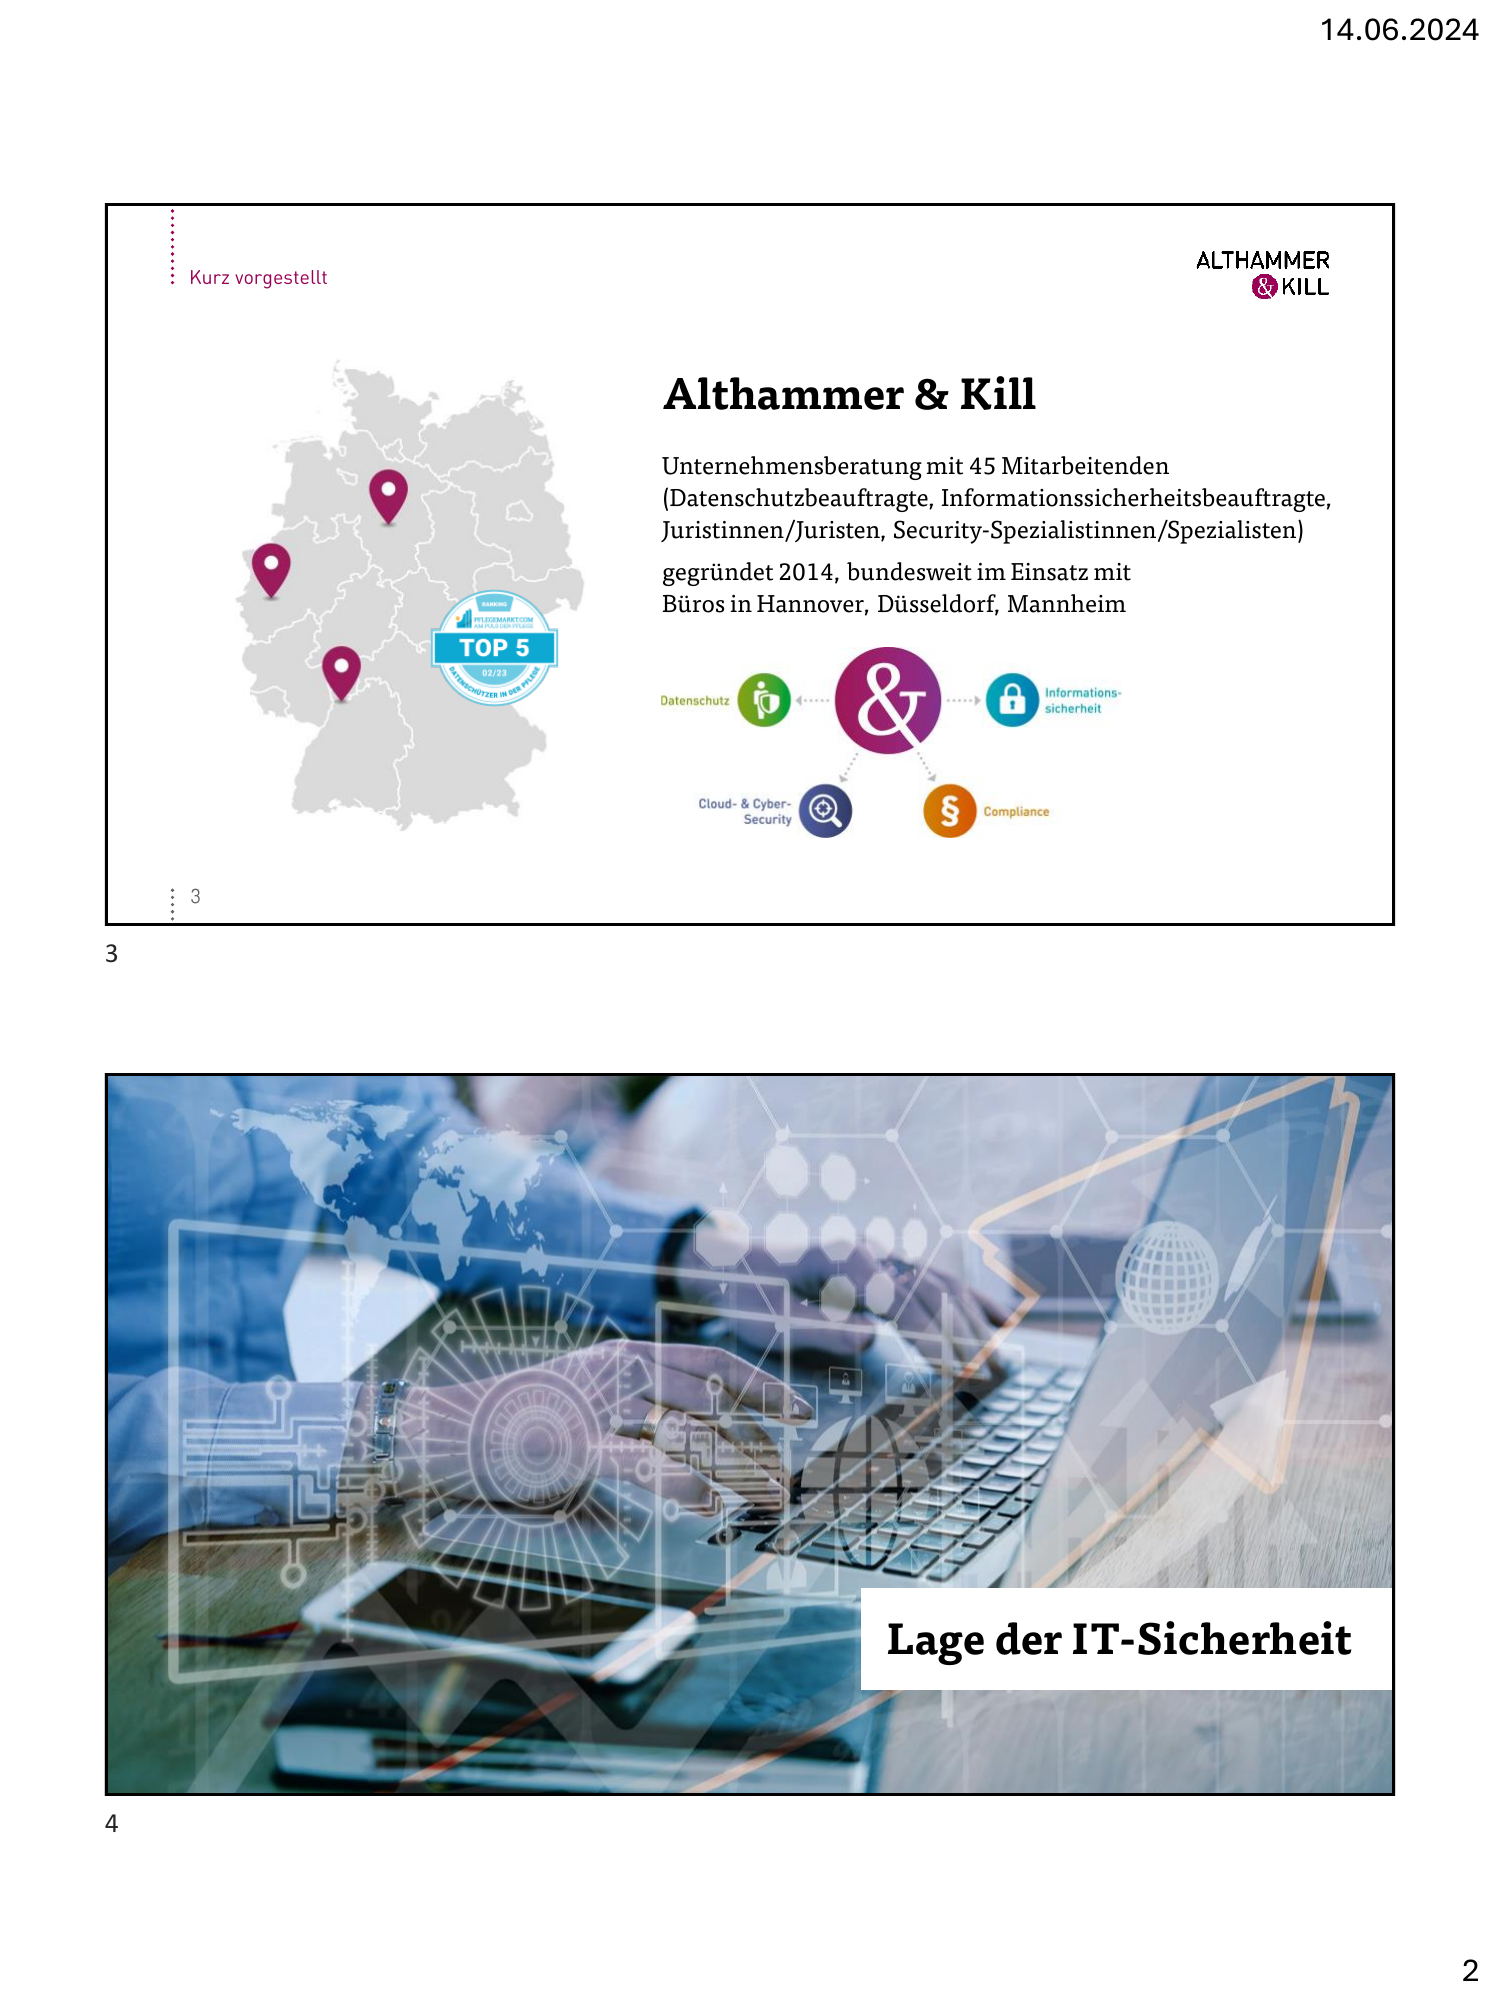 14.06.2024
Kurz vorgestellt
ALTHAMMER
& KILL
Althammer & Kill
Unternehmensberatung mit 45 Mitarbeitenden
(Datenschutzbeauftragte, Informationssicherheitsbeauftragte,
Juristinnen/Juristen, Security-Spezialistinnen/Spezialisten)
gegründet 2014, bundesweit im Einsatz mit
Büros in Hannover, Düsseldorf, Mannheim
RANKING
PFLEGEMARKT.COM
AM PULS DER PFLEGE
TOP 5
02/23
DATENSCHÜTZER IN DER PFLEGE
Datenschutz
&
Informations-
sicherheit
Cloud- & Cyber-
Security
§
Compliance
3
3
Lage der IT-Sicherheit
4
2